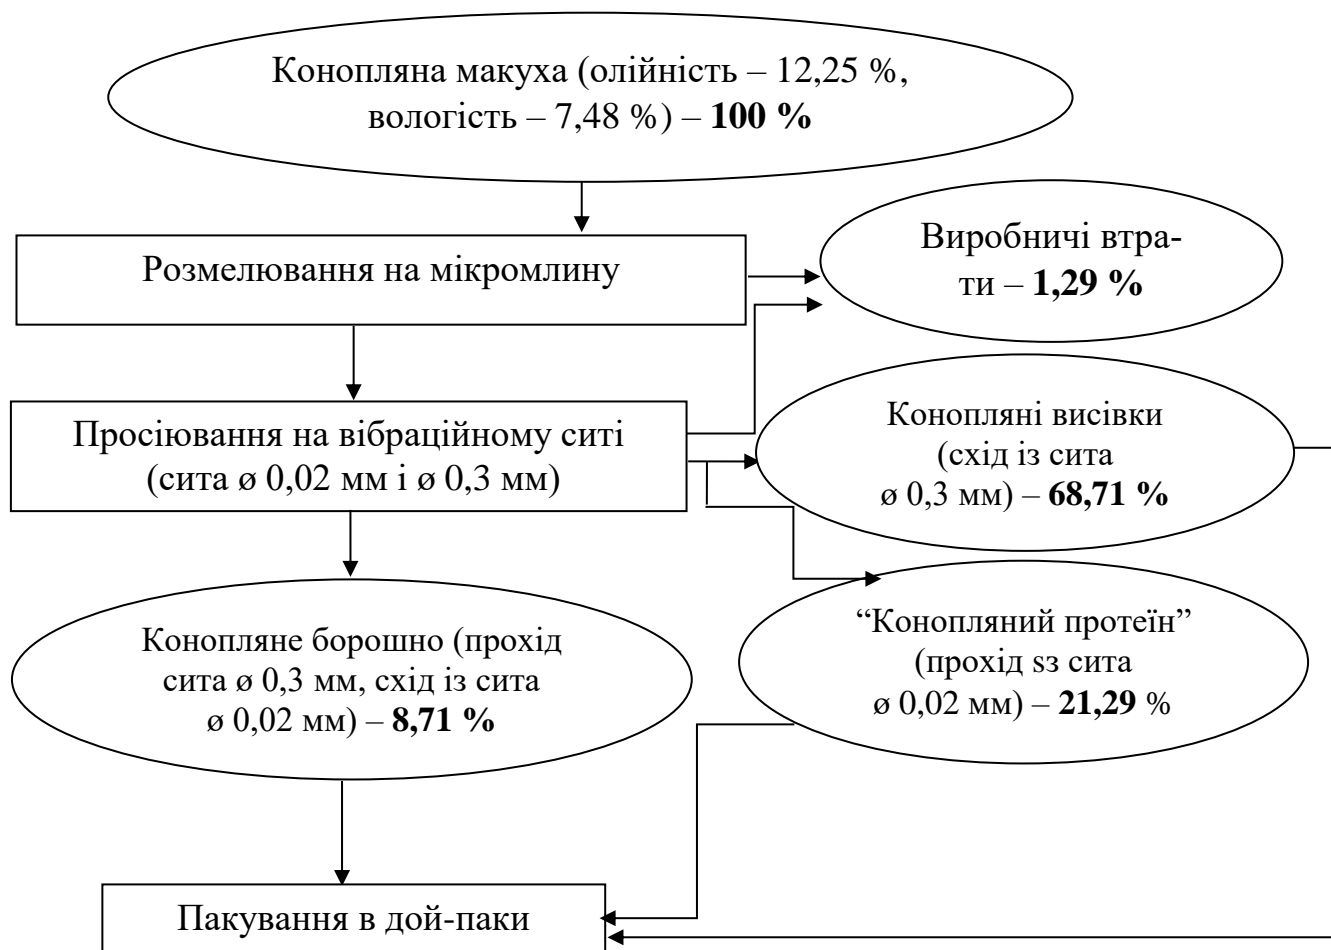 Конопляна макуха (олійність – 12,25 %,
вологість – 7,48 %) – 100 %
Виробничі втра-
ти – 1,29 %
Розмелювання на мікромлину
Просіювання на вібраційному ситі
(сита ø 0,02 мм і ø 0,3 мм)
Конопляні висівки
(схід із сита
ø 0,3 мм) – 68,71 %
“Конопляний протеїн”
(прохід sз сита
ø 0,02 мм) – 21,29 %
Конопляне борошно (прохід
сита ø 0,3 мм, схід із сита
ø 0,02 мм) – 8,71 %
Пакування в дой-паки